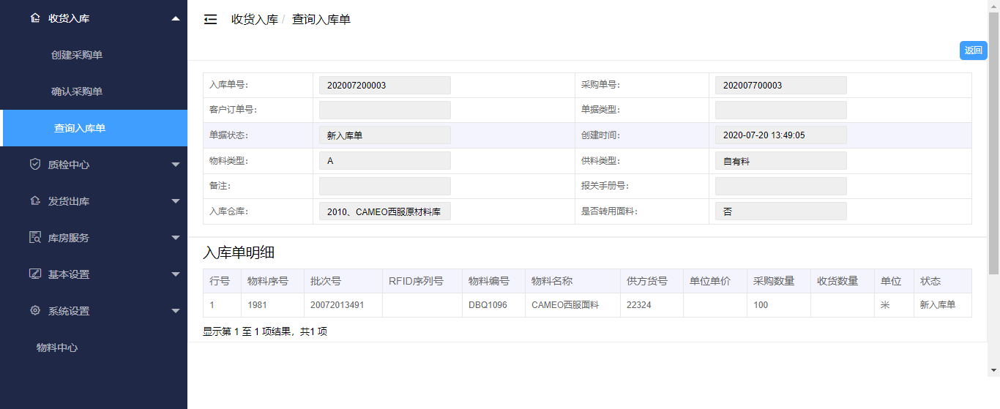 收货入库
创建采购单
确认采购单
查询入库单
质检中心
发货出库
库房服务
基本设置
系统设置
物料中心
收货入库 / 查询入库单
返回
入库单号: 202007200003 采购单号: 202007700003
客户订单号: 单据类型:
单据状态: 新入库单 创建时间: 2020-07-20 13:49:05
物料类型: A 供料类型: 自有料
备注: 报关手册号:
入库仓库: 2010、CAMEO西服原材料库 是否转用面料: 否
入库单明细
行号 物料序号 批次号 RFID序列号 物料编号 物料名称 供方货号 单位单价 采购数量 收货数量 单位 状态
1 1981 20072013491 DBQ1096 CAMEO西服面料 22324 100 米 新入库单
显示第 1 至 1 项结果，共1 项